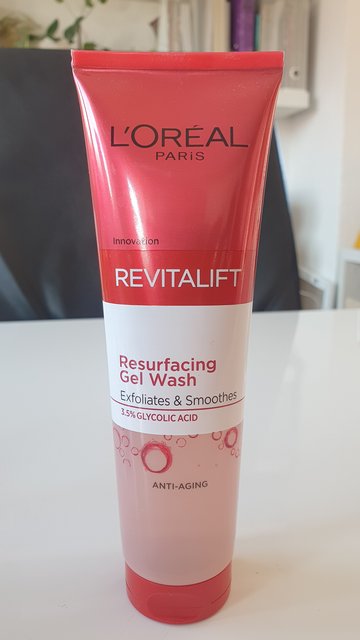 L'ORÉAL
PARiS
Innovation
REVITALIFT
Resurfacing
Gel Wash
Exfoliates & Smoothes
3.5% GLYCOLIC ACID
ANTI-AGING